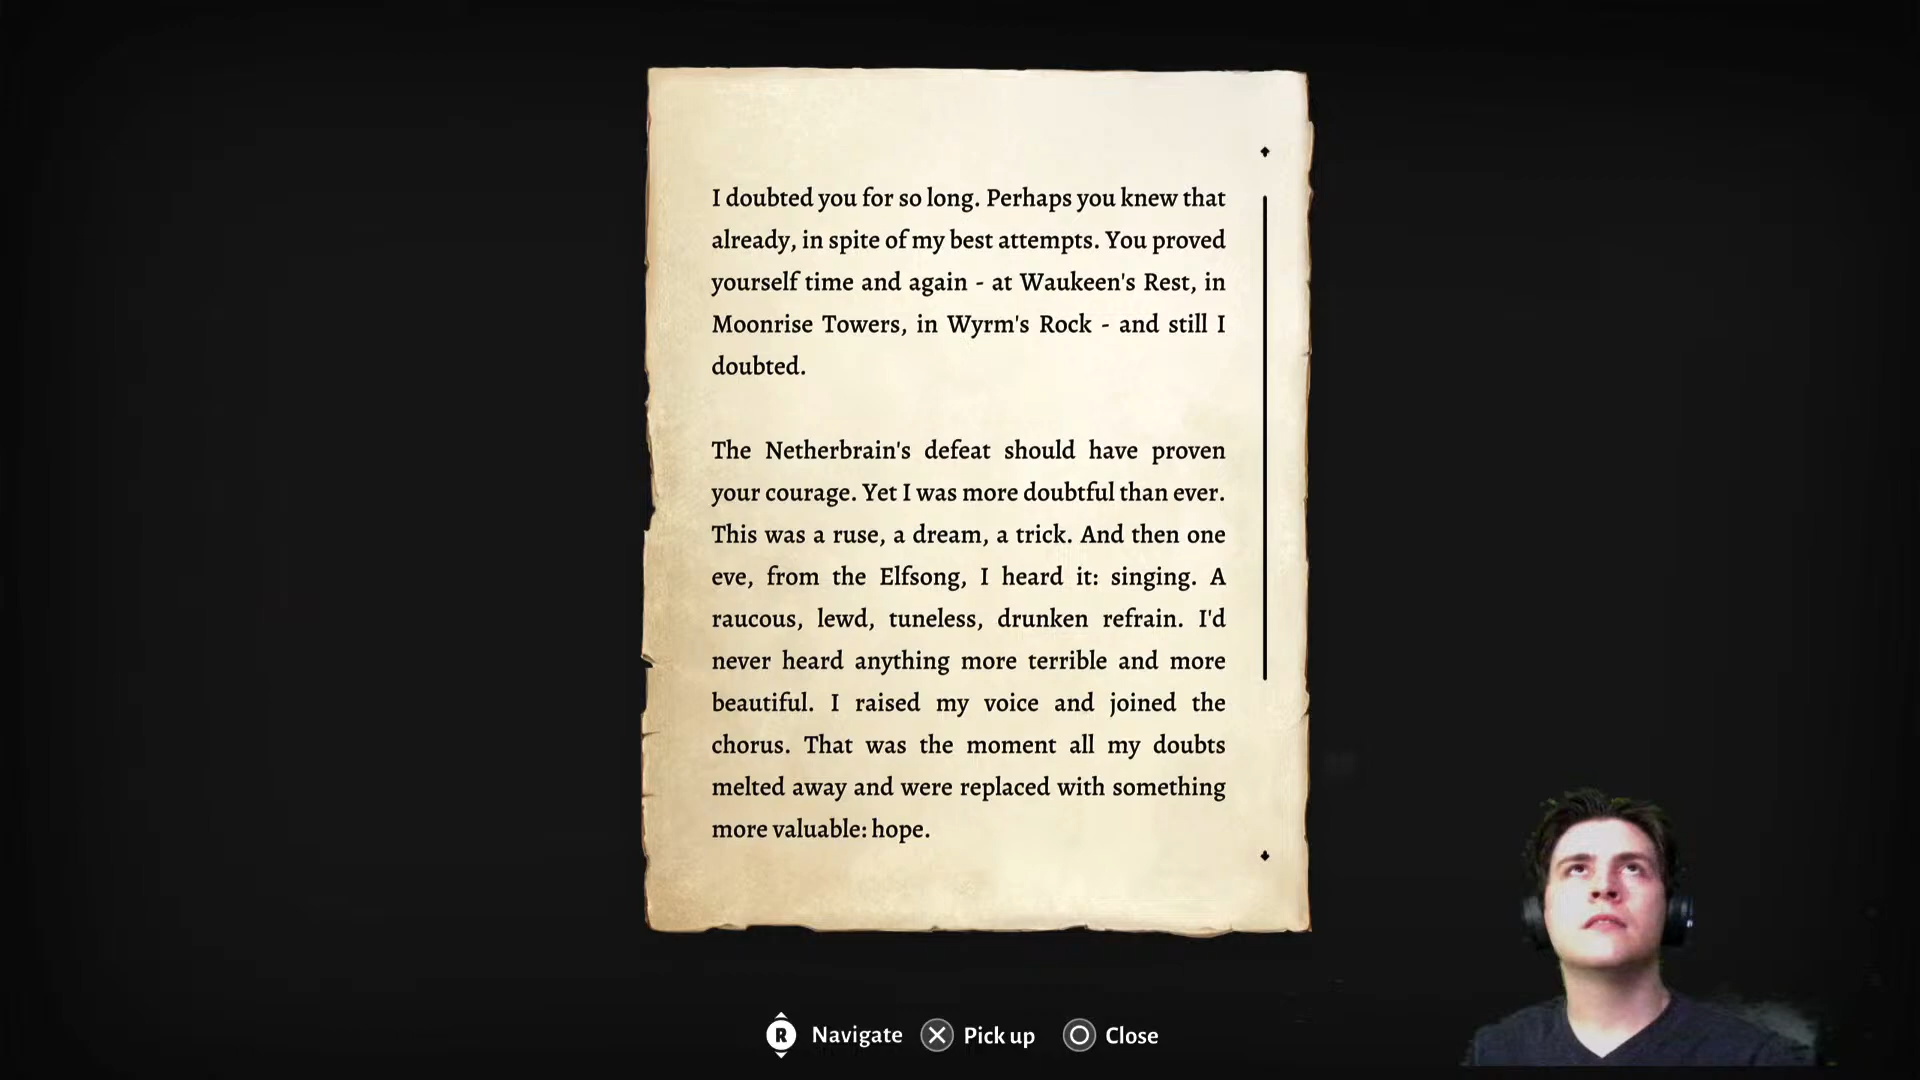 I doubted you for so long. Perhaps you knew that
already, in spite of my best attempts. You proved
yourself time and again - at Waukeen's Rest, in
Moonrise Towers, in Wyrm's Rock - and still I
doubted.
The Netherbrain's defeat should have proven
your courage. Yet I was more doubtful than ever.
This was a ruse, a dream, a trick. And then one
eve, from the Elfsong, I heard it: singing. A
raucous, lewd, tuneless, drunken refrain. I'd
never heard anything more terrible and more
beautiful. I raised my voice and joined the
chorus. That was the moment all my doubts
melted away and were replaced with something
more valuable: hope.
R Navigate Pick up Close